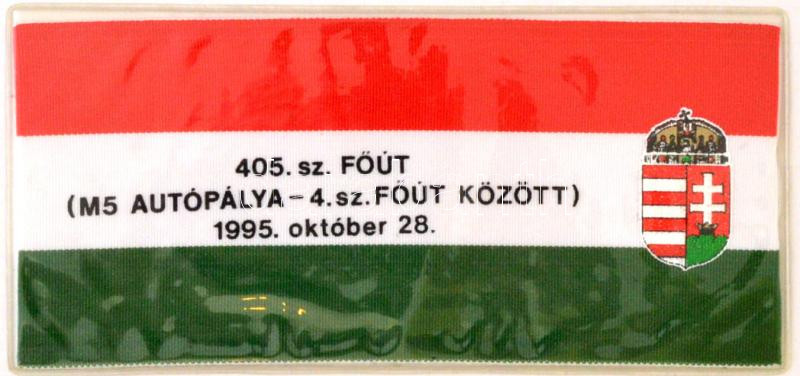 405. sz. FŐÚT
(M5 AUTÓPÁLYA – 4. sz. FŐÚT KÖZÖTT)
1995. október 28.